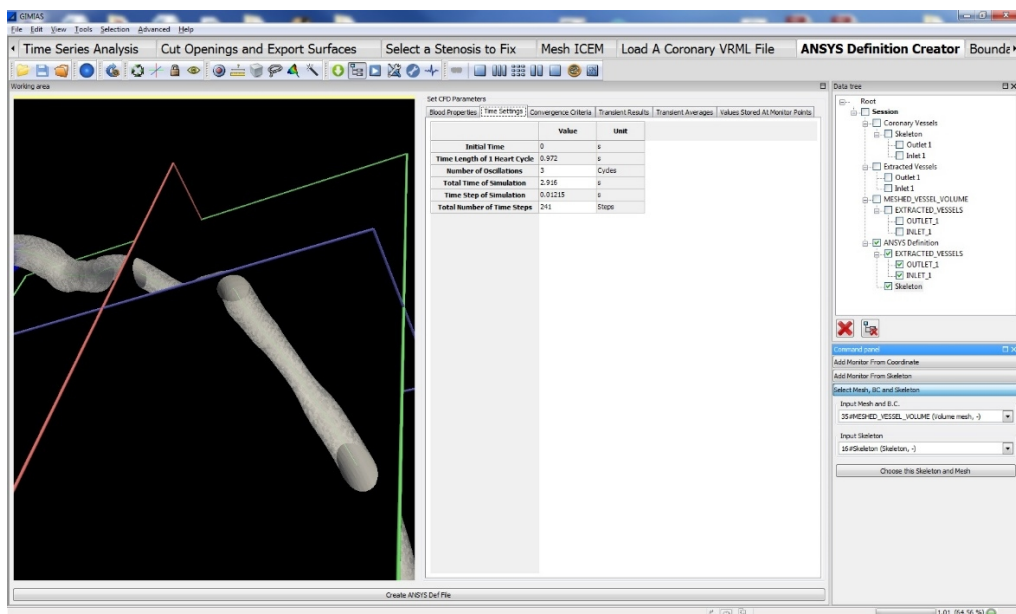 GIMIAS
File Edit View Tools Selection Advanced Help
Time Series Analysis Cut Openings and Export Surfaces Select a Stenosis to Fix Mesh ICEM Load A Coronary VRML File ANSYS Definition Creator Bounda
Working area
Set CFD Parameters
Blood Properties Time Settings Convergence Criteria Transient Results Transient Averages Values Stored At Monitor Points
Value Unit
Initial Time 0 s
Time Length of 1 Heart Cycle 0.972 s
Number of Oscillations 3 Cycles
Total Time of Simulation 2.916 s
Time Step of Simulation 0.01215 s
Total Number of Time Steps 241 Steps
Create ANSYS Def File
Data tree
Root
Session
Coronary Vessels
Skeleton
Outlet 1
Inlet 1
Extracted Vessels
Outlet 1
Inlet 1
MESHED_VESSEL_VOLUME
EXTRACTED_VESSELS
OUTLET_1
INLET_1
ANSYS Definition
EXTRACTED_VESSELS
OUTLET_1
INLET_1
Skeleton
Command panel
Add Monitor From Coordinate
Add Monitor From Skeleton
Select Mesh, BC and Skeleton
Input Mesh and B.C.
35#MESHED_VESSEL_VOLUME (Volume mesh, -)
Input Skeleton
16#Skeleton (Skeleton, -)
Choose this Skeleton and Mesh
1.01 (64.56 %)